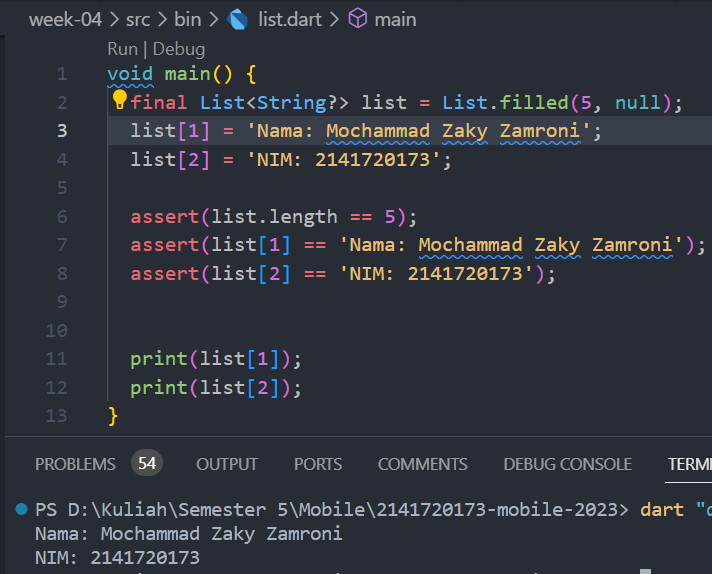 week-04 > src > bin > list.dart > main
Run | Debug
1 void main() {
2 final List<String?> list = List.filled(5, null);
3 list[1] = 'Nama: Mochammad Zaky Zamroni';
4 list[2] = 'NIM: 2141720173';
5
6 assert(list.length == 5);
7 assert(list[1] == 'Nama: Mochammad Zaky Zamroni');
8 assert(list[2] == 'NIM: 2141720173');
9
10
11 print(list[1]);
12 print(list[2]);
13 }
PROBLEMS 54 OUTPUT PORTS COMMENTS DEBUG CONSOLE TERM
PS D:\Kuliah\Semester 5\Mobile\2141720173-mobile-2023> dart "d
Nama: Mochammad Zaky Zamroni
NIM: 2141720173